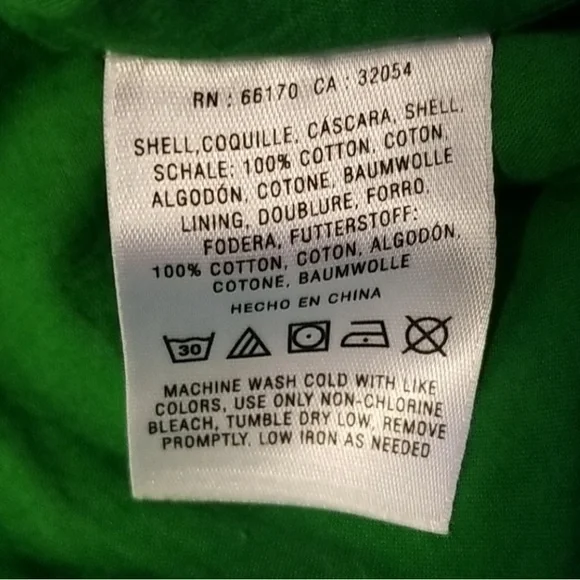 RN : 66170 CA : 32054
SHELL, COQUILLE, CÁSCARA, SHELL,
SCHALE: 100% COTTON, COTON,
ALGODÓN, COTONE, BAUMWOLLE
LINING, DOUBLURE, FORRO,
FODERA, FUTTERSTOFF:
100% COTTON, COTON, ALGODÓN,
COTONE, BAUMWOLLE
HECHO EN CHINA
30
MACHINE WASH COLD WITH LIKE
COLORS, USE ONLY NON-CHLORINE
BLEACH, TUMBLE DRY LOW, REMOVE
PROMPTLY, LOW IRON AS NEEDED